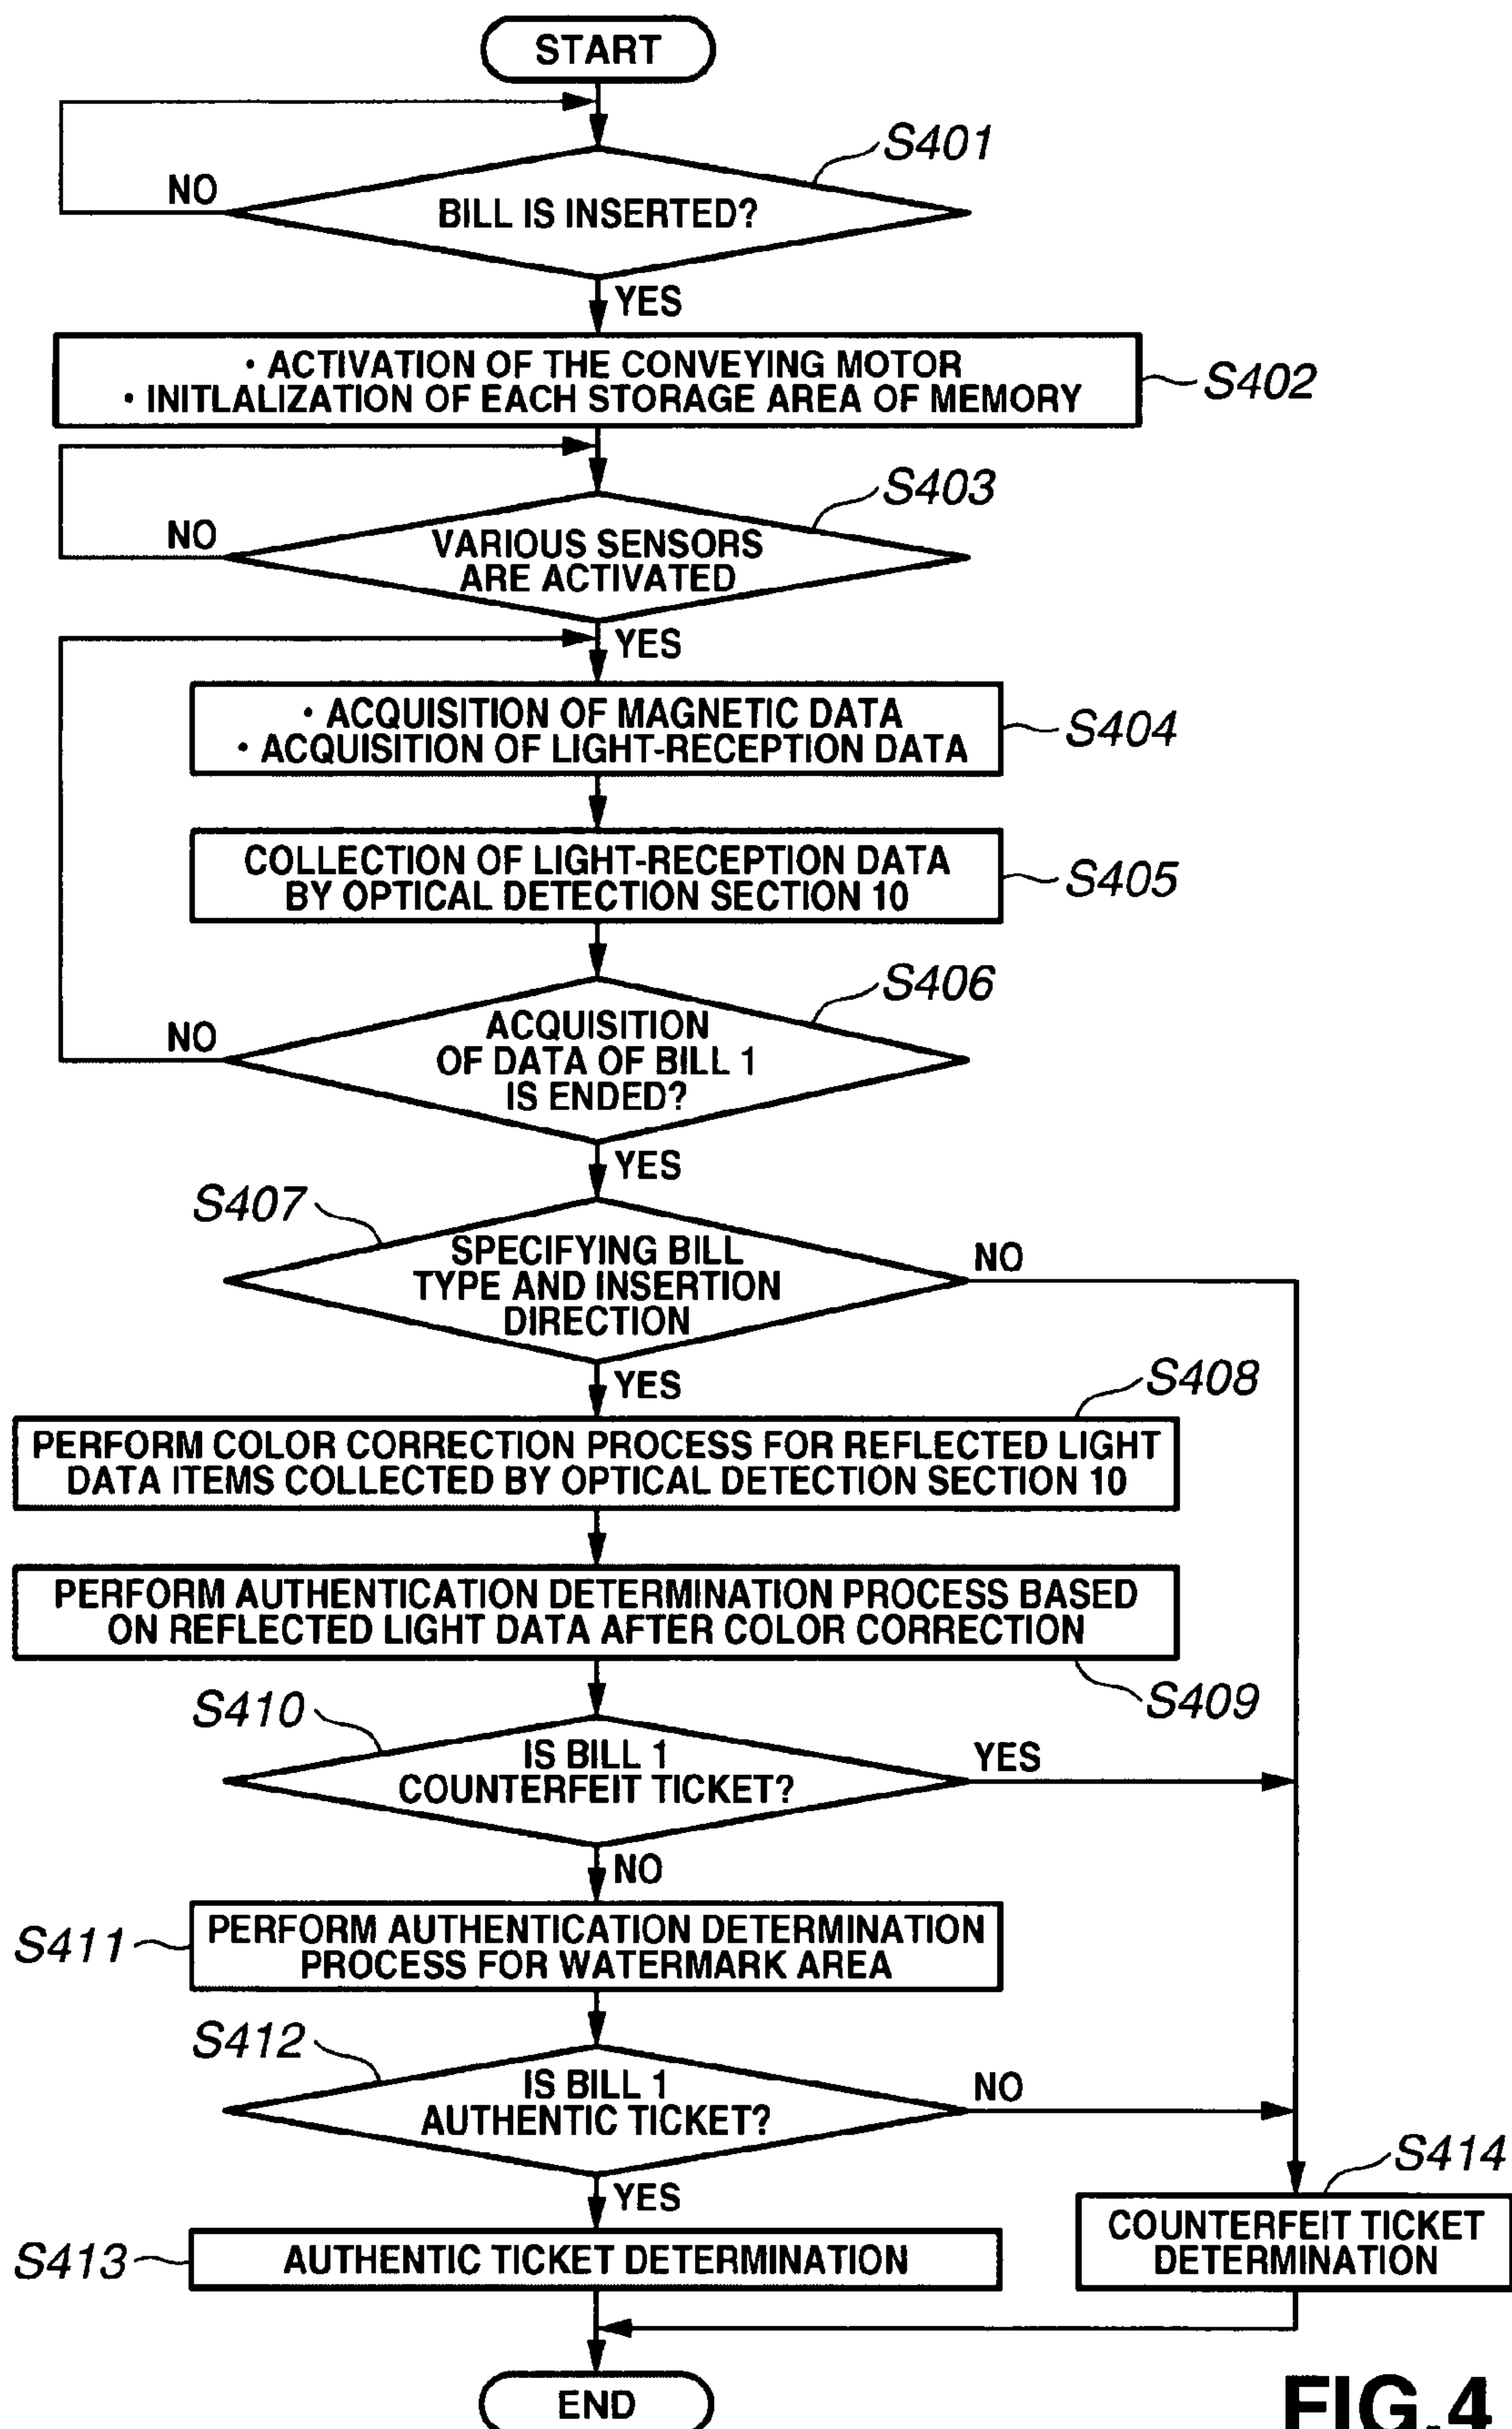 START
S401
NO
BILL IS INSERTED?
YES
• ACTIVATION OF THE CONVEYING MOTOR
• INITLALIZATION OF EACH STORAGE AREA OF MEMORY
S402
S403
NO
VARIOUS SENSORS
ARE ACTIVATED
YES
• ACQUISITION OF MAGNETIC DATA
• ACQUISITION OF LIGHT-RECEPTION DATA
S404
COLLECTION OF LIGHT-RECEPTION DATA
BY OPTICAL DETECTION SECTION 10
S405
S406
NO
ACQUISITION
OF DATA OF BILL 1
IS ENDED?
YES
S407
SPECIFYING BILL
TYPE AND INSERTION
DIRECTION
NO
YES
S408
PERFORM COLOR CORRECTION PROCESS FOR REFLECTED LIGHT
DATA ITEMS COLLECTED BY OPTICAL DETECTION SECTION 10
PERFORM AUTHENTICATION DETERMINATION PROCESS BASED
ON REFLECTED LIGHT DATA AFTER COLOR CORRECTION
S409
S410
IS BILL 1
COUNTERFEIT TICKET?
YES
NO
S411
PERFORM AUTHENTICATION DETERMINATION
PROCESS FOR WATERMARK AREA
S412
IS BILL 1
AUTHENTIC TICKET?
NO
YES
S414
COUNTERFEIT TICKET
DETERMINATION
S413
AUTHENTIC TICKET DETERMINATION
END
FIG.4